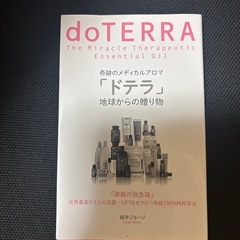 doTERRA
The Miracle Therapeutic
Essential Oil
奇跡のメディカルアロマ
「ドテラ」
地球からの贈り物
「家庭の救急箱」
世界最高クラスの品質・CPTGセラピー等級100%純粋精油
桜井ジョージ